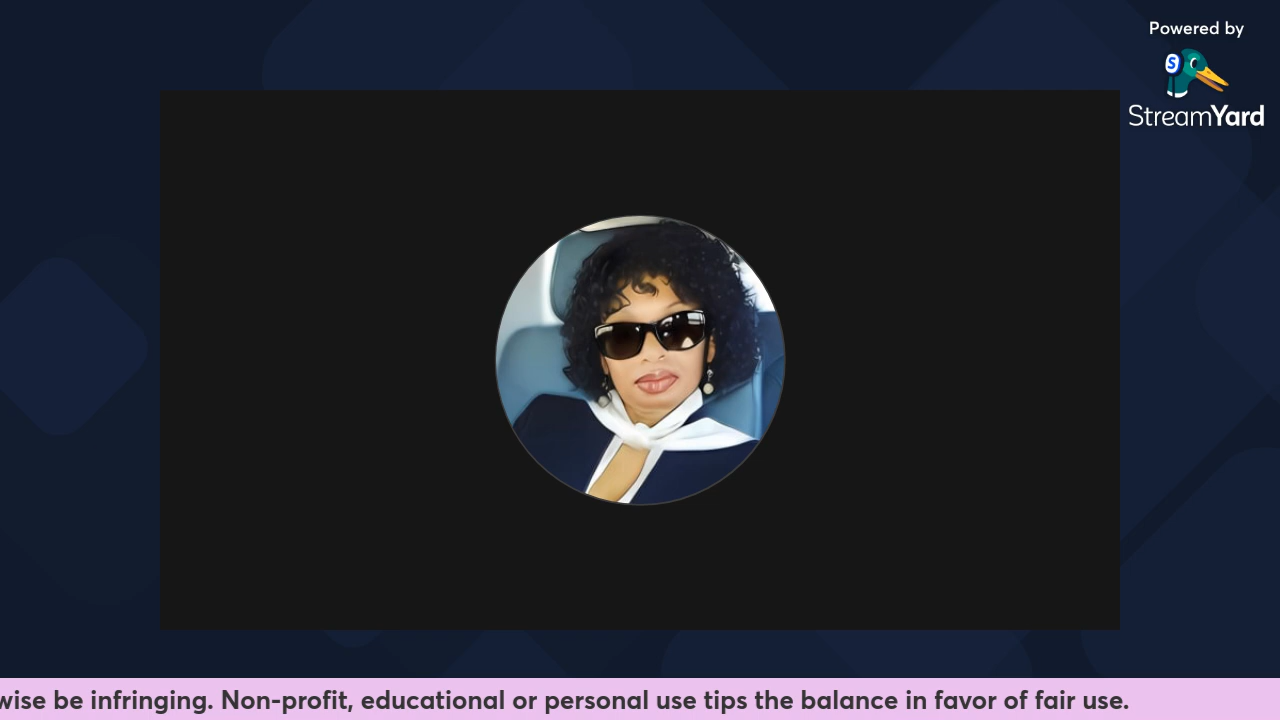 Powered by
StreamYard
wise be infringing. Non-profit, educational or personal use tips the balance in favor of fair use.